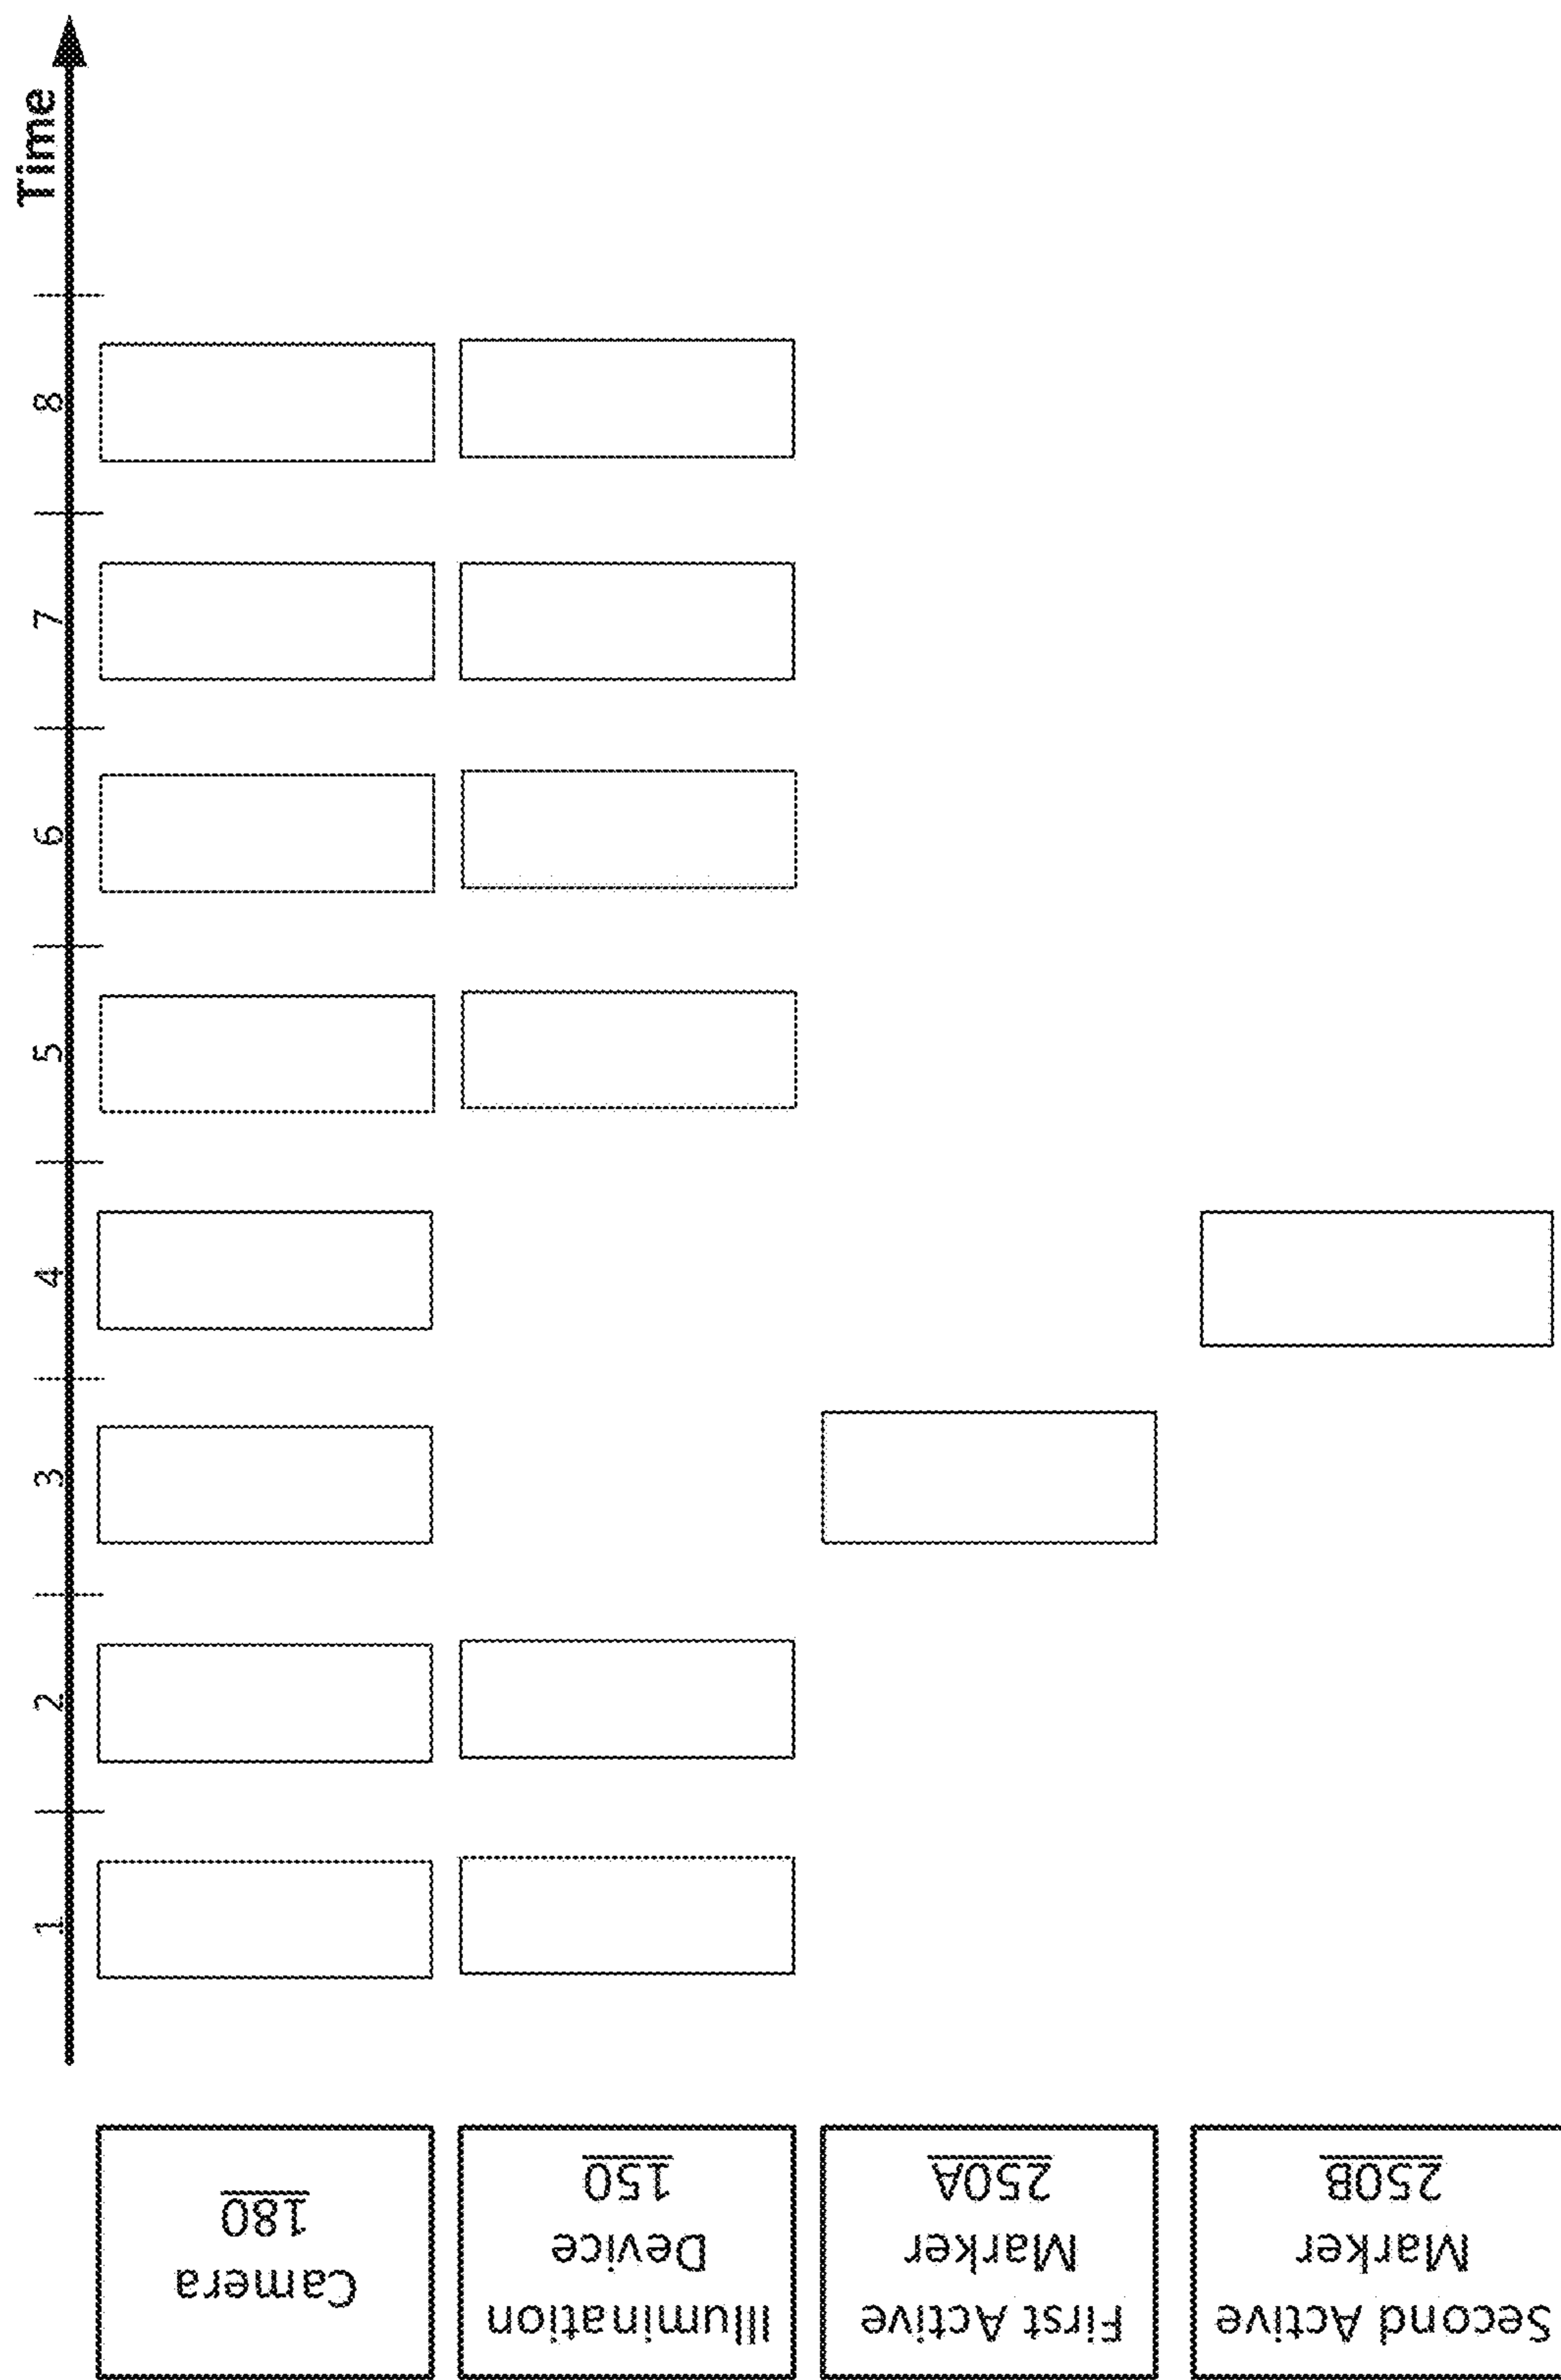 Time
1
2
3
4
5
6
7
8
Camera
180
Illumination
Device
150
First Active
Marker
250A
Second Active
Marker
250B